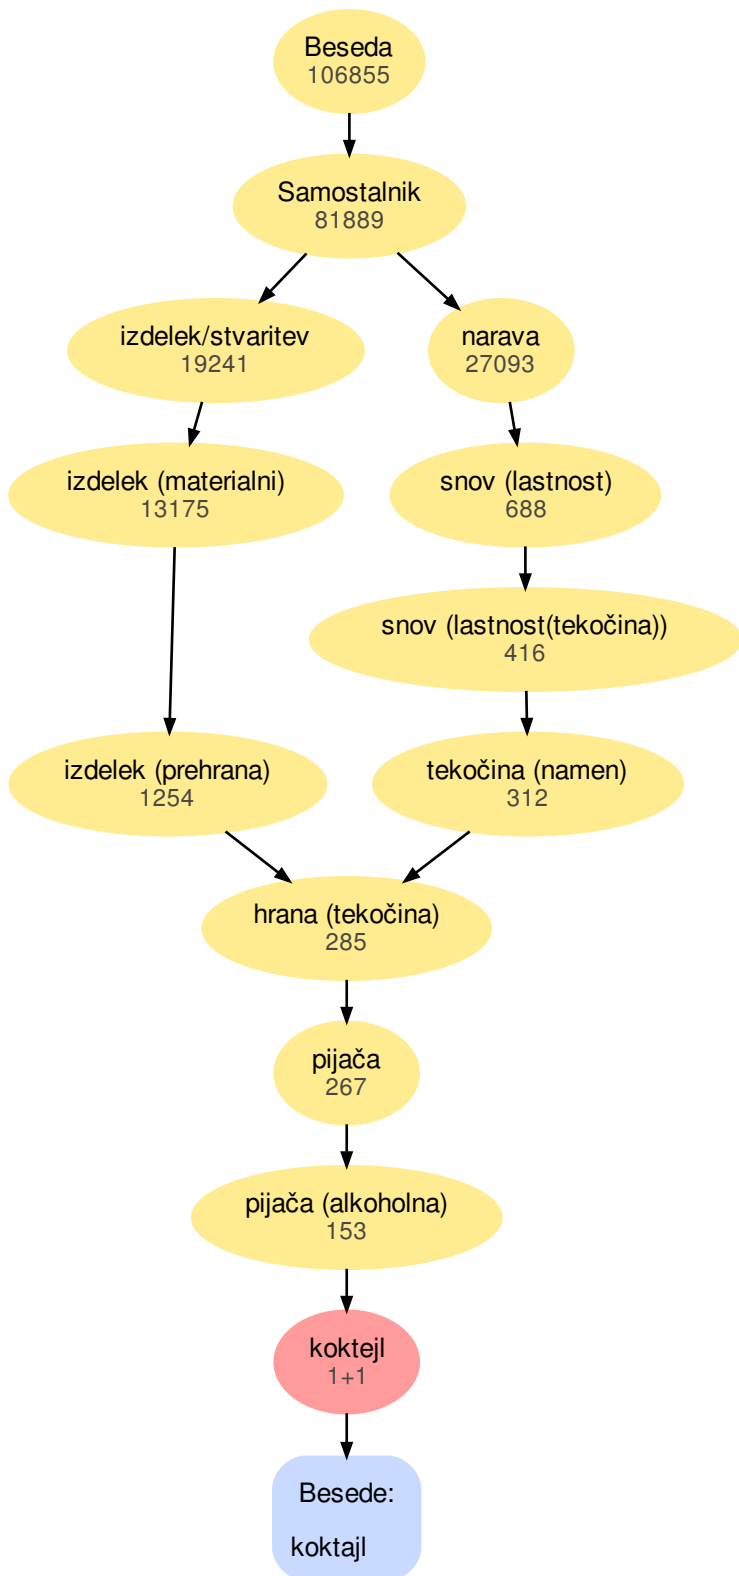 Beseda
106855
Samostalnik
81889
izdelek/stvaritev
19241
narava
27093
izdelek (materialni)
13175
snov (lastnost)
688
snov (lastnost(tekočina))
416
izdelek (prehrana)
1254
tekočina (namen)
312
hrana (tekočina)
285
pijača
267
pijača (alkoholna)
153
koktejl
1+1
Besede:
koktajl